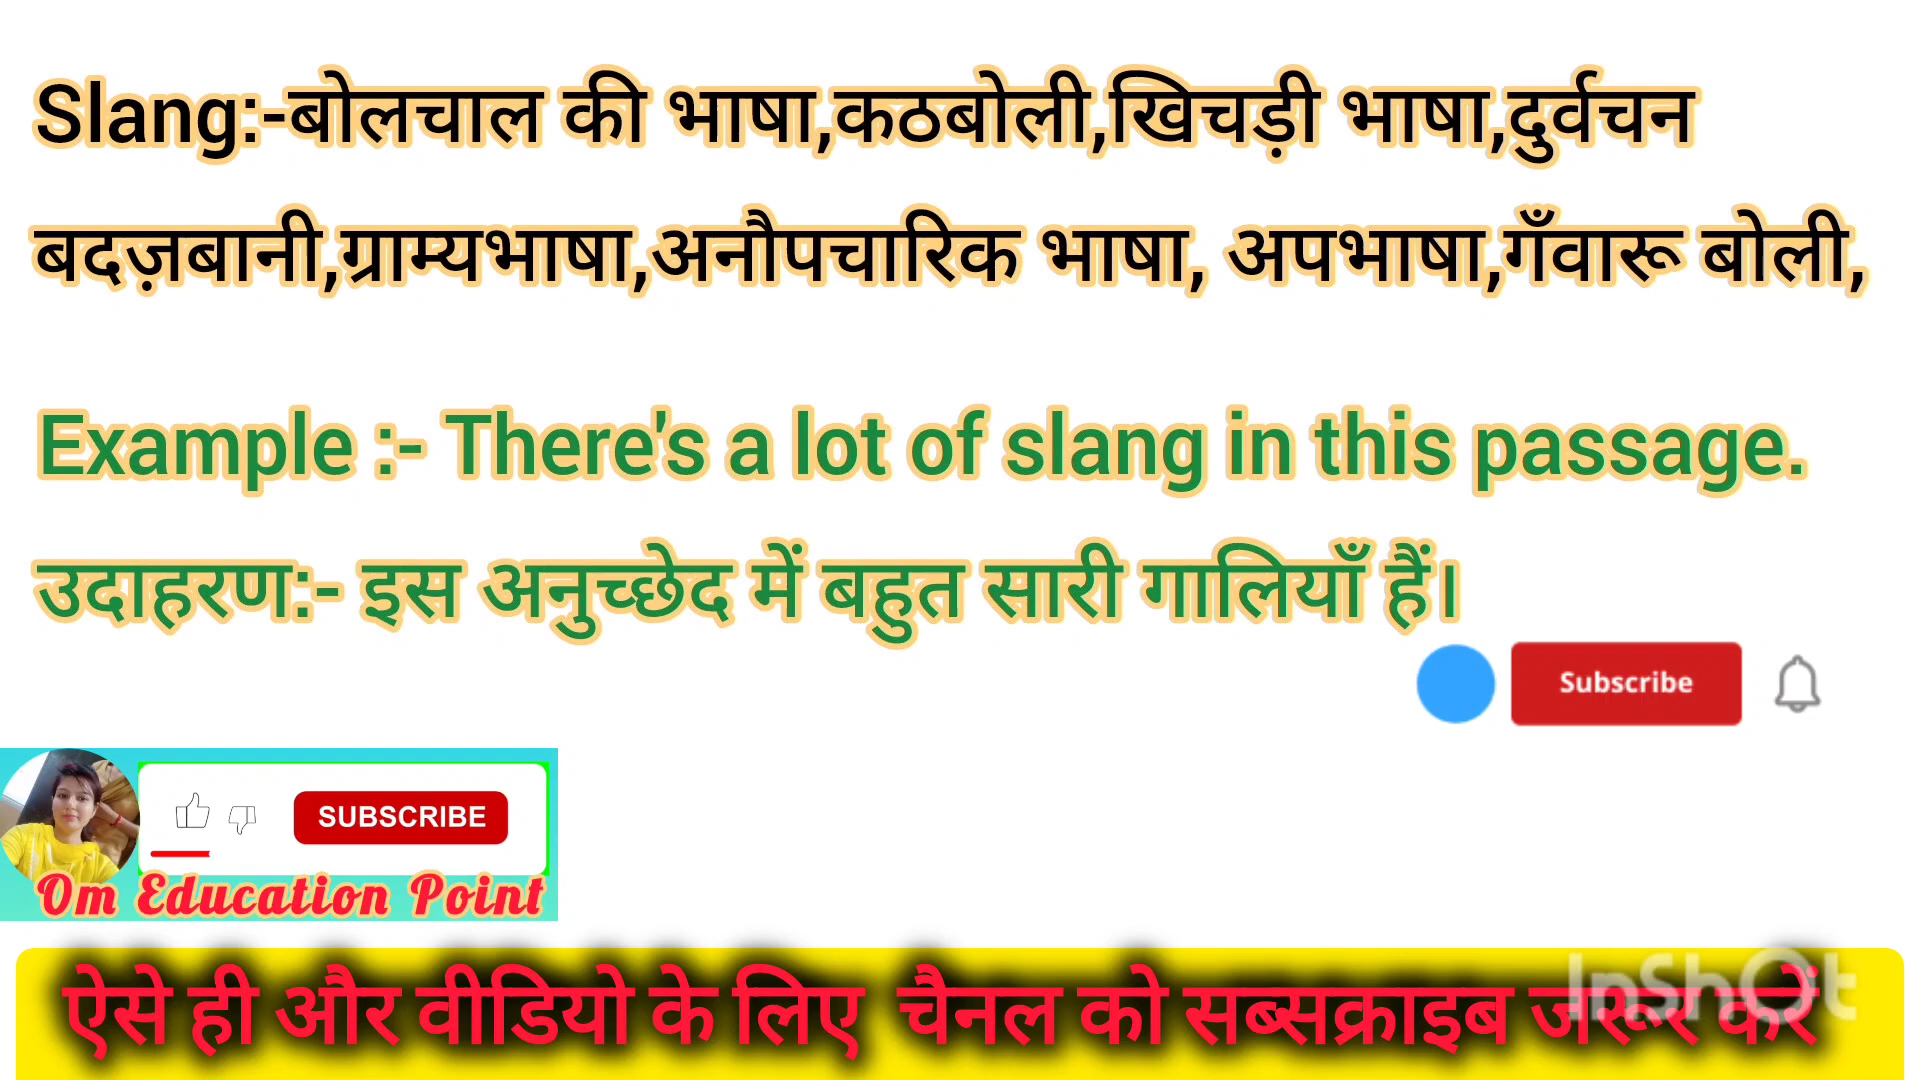 Slang:-बोलचाल की भाषा,कठबोली,खिचड़ी भाषा,दुर्वचन
बदज़बानी,ग्राम्यभाषा,अनौपचारिक भाषा, अपभाषा,गँवारू बोली,
Example :- There's a lot of slang in this passage.
उदाहरण:- इस अनुच्छेद में बहुत सारी गालियाँ हैं।
Subscribe
SUBSCRIBE
Om Education Point
ऐसे ही और वीडियो के लिए चैनल को सब्सक्राइब जरूर करें
InShOt